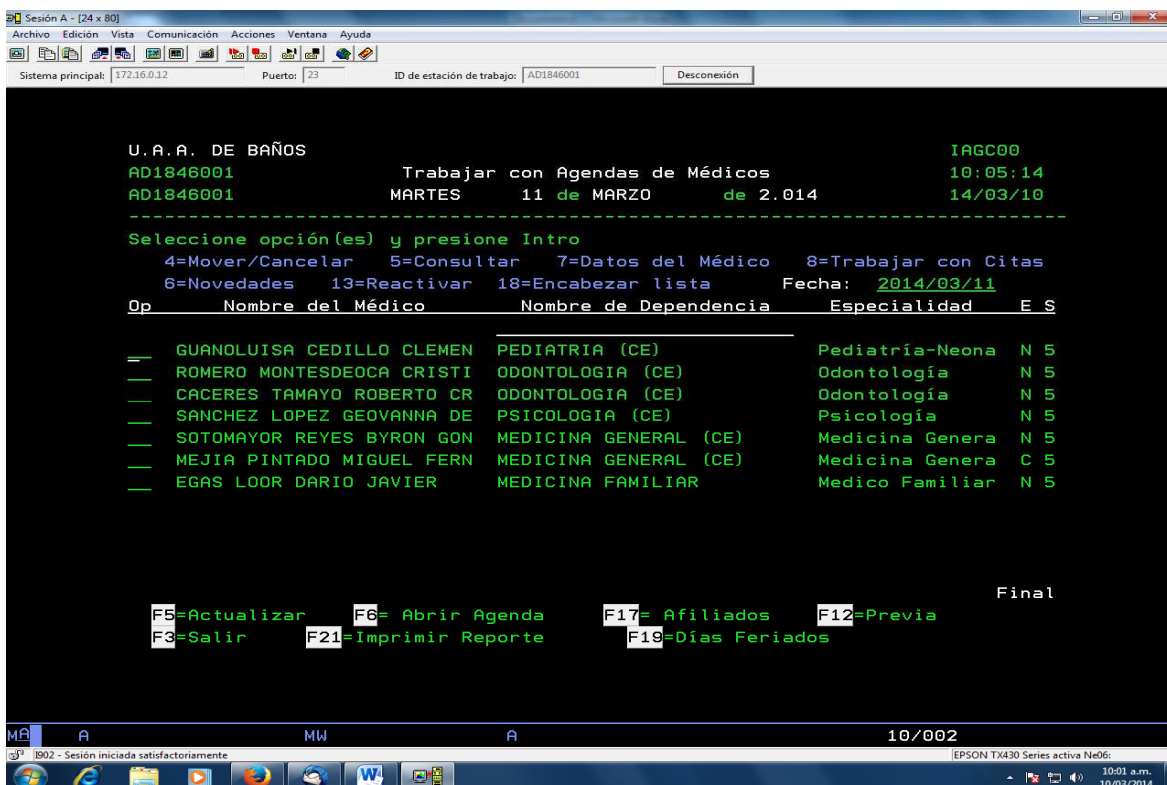 Sesión A - [24 x 80]
Archivo Edición Vista Comunicación Acciones Ventana Ayuda
Sistema principal: 172.16.0.12 Puerto: 23 ID de estación de trabajo: AD1846001 Desconexión
U.A.A. DE BAÑOS IAGC00
AD1846001 Trabajar con Agendas de Médicos 10:05:14
AD1846001 MARTES 11 de MARZO de 2.014 14/03/10
Seleccione opción(es) y presione Intro
4=Mover/Cancelar 5=Consultar 7=Datos del Médico 8=Trabajar con Citas
6=Novedades 13=Reactivar 18=Encabezar lista Fecha: 2014/03/11
Op Nombre del Médico Nombre de Dependencia Especialidad E S
GUANOLUISA CEDILLO CLEMEN PEDIATRIA (CE) Pediatría-Neona N 5
ROMERO MONTESDEOCA CRISTI ODONTOLOGIA (CE) Odontología N 5
CACERES TAMAYO ROBERTO CR ODONTOLOGIA (CE) Odontología N 5
SANCHEZ LOPEZ GEOVANNA DE PSICOLOGIA (CE) Psicología N 5
SOTOMAYOR REYES BYRON GON MEDICINA GENERAL (CE) Medicina Genera N 5
MEJIA PINTADO MIGUEL FERN MEDICINA GENERAL (CE) Medicina Genera C 5
EGAS LOOR DARIO JAVIER MEDICINA FAMILIAR Medico Familiar N 5
Final
F5=Actualizar F6= Abrir Agenda F17= Afiliados F12=Previa
F3=Salir F21=Imprimir Reporte F19=Días Feriados
MA A MW A 10/002
I902 - Sesión iniciada satisfactoriamente EPSON TX430 Series activa Ne06:
10:01 a.m.
10/03/2014